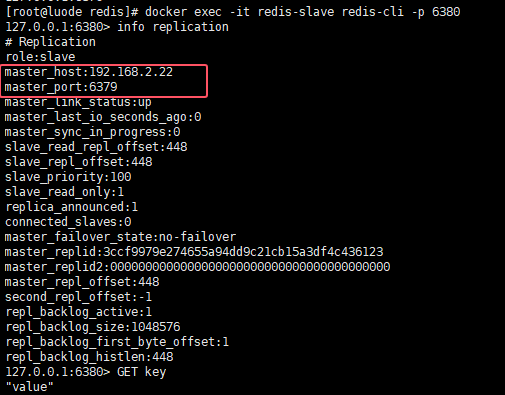 [root@luode redis]# docker exec -it redis-slave redis-cli -p 6380
127.0.0.1:6380> info replication
# Replication
role:slave
master_host:192.168.2.22
master_port:6379
master_link_status:up
master_last_io_seconds_ago:0
master_sync_in_progress:0
slave_read_repl_offset:448
slave_repl_offset:448
slave_priority:100
slave_read_only:1
replica_announced:1
connected_slaves:0
master_failover_state:no-failover
master_replid:3ccf9979e274655a94dd9c21cb15a3df4c436123
master_replid2:0000000000000000000000000000000000000000
master_repl_offset:448
second_repl_offset:-1
repl_backlog_active:1
repl_backlog_size:1048576
repl_backlog_first_byte_offset:1
repl_backlog_histlen:448
127.0.0.1:6380> GET key
"value"